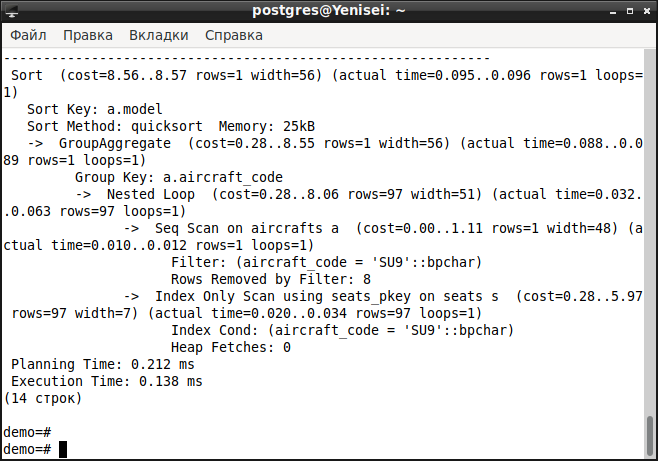 postgres@Yenisei: ~
Файл Правка Вкладки Справка
-------------------------------------------------------------
 Sort  (cost=8.56..8.57 rows=1 width=56) (actual time=0.095..0.096 rows=1 loops=
1)
   Sort Key: a.model
   Sort Method: quicksort  Memory: 25kB
   ->  GroupAggregate  (cost=0.28..8.55 rows=1 width=56) (actual time=0.088..0.0
89 rows=1 loops=1)
         Group Key: a.aircraft_code
         ->  Nested Loop  (cost=0.28..8.06 rows=97 width=51) (actual time=0.032.
.0.063 rows=97 loops=1)
               ->  Seq Scan on aircrafts a  (cost=0.00..1.11 rows=1 width=48) (a
ctual time=0.010..0.012 rows=1 loops=1)
                     Filter: (aircraft_code = 'SU9'::bpchar)
                     Rows Removed by Filter: 8
               ->  Index Only Scan using seats_pkey on seats s  (cost=0.28..5.97
 rows=97 width=7) (actual time=0.020..0.034 rows=97 loops=1)
                     Index Cond: (aircraft_code = 'SU9'::bpchar)
                     Heap Fetches: 0
 Planning Time: 0.212 ms
 Execution Time: 0.138 ms
(14 строк)
demo=#
demo=#